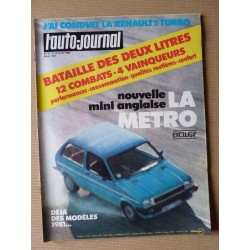 J'AI CONDUIT LA RENAULT 5 TURBO
l'auto-journal
BATAILLE DES DEUX LITRES
12 COMBATS - 4 VAINQUEURS
performances - consommation - qualités routières - confort
nouvelle
mini anglaise
LA
METRO
EXCLUSIF
DÉJÀ
DES MODÈLES
1981...